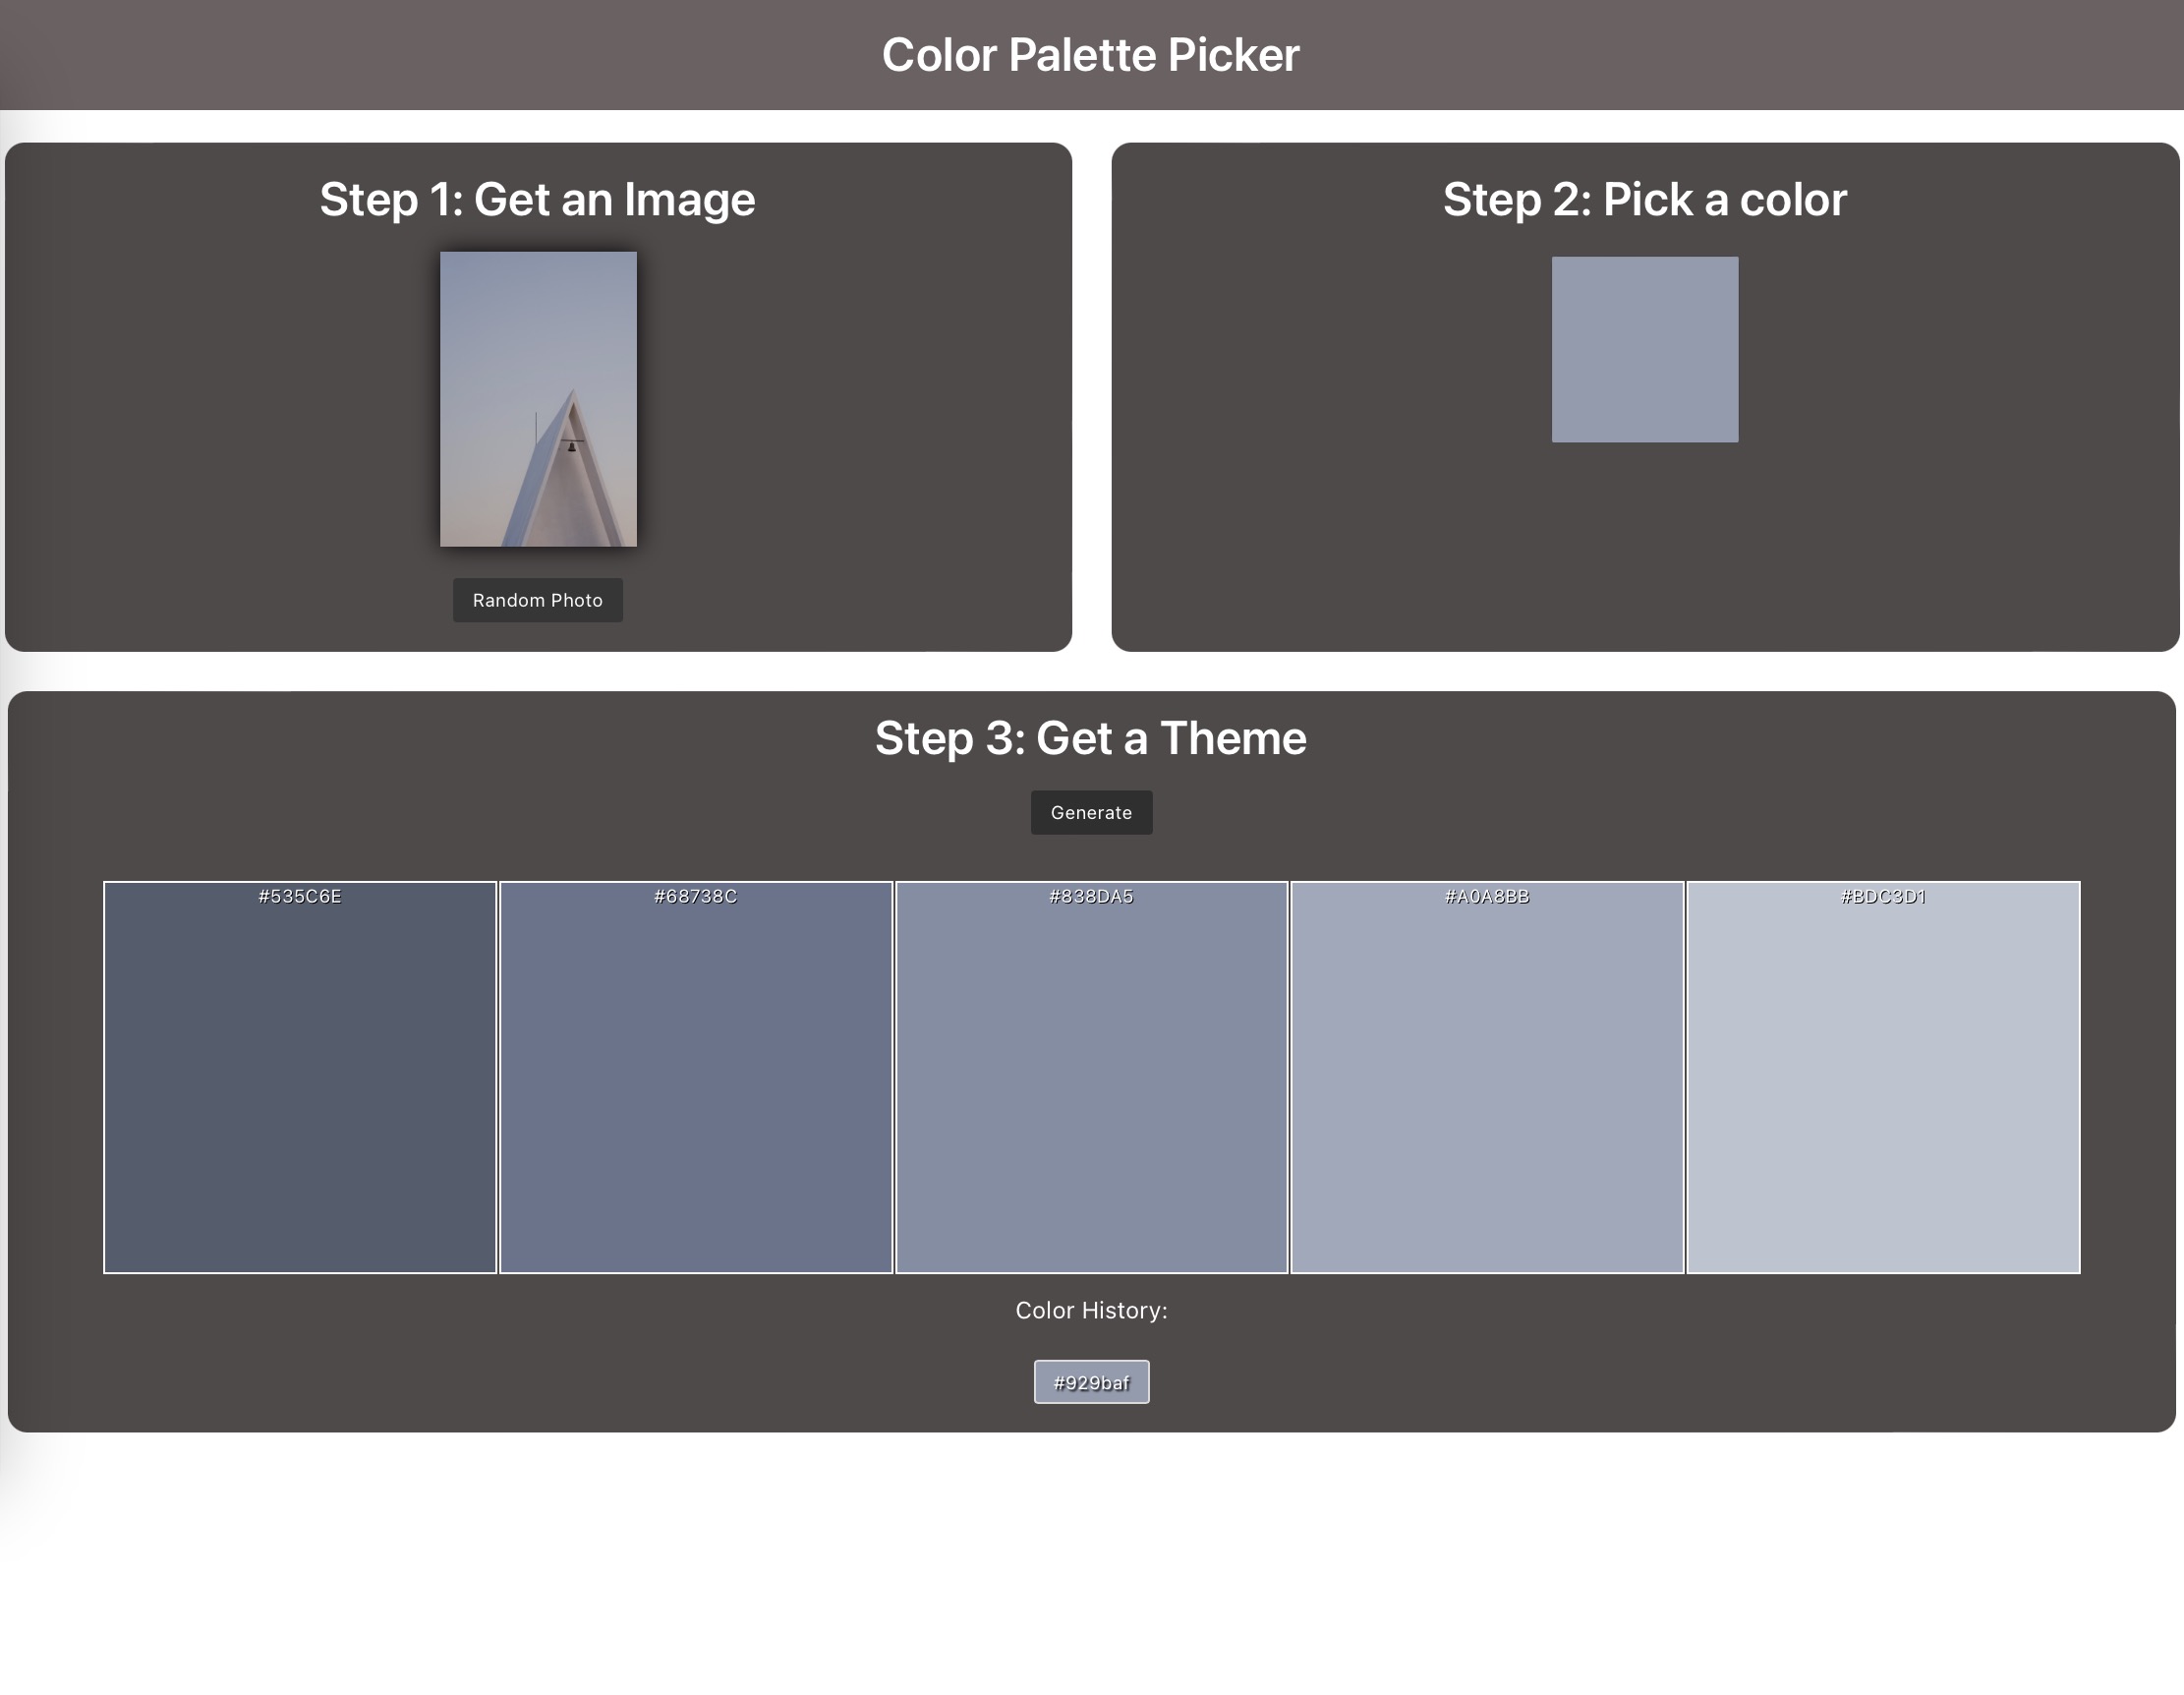 Color Palette Picker
Step 1: Get an Image
Random Photo
Step 2: Pick a color
Step 3: Get a Theme
Generate
#535C6E
#68738C
#838DA5
#A0A8BB
#BDC3D1
Color History:
#929baf